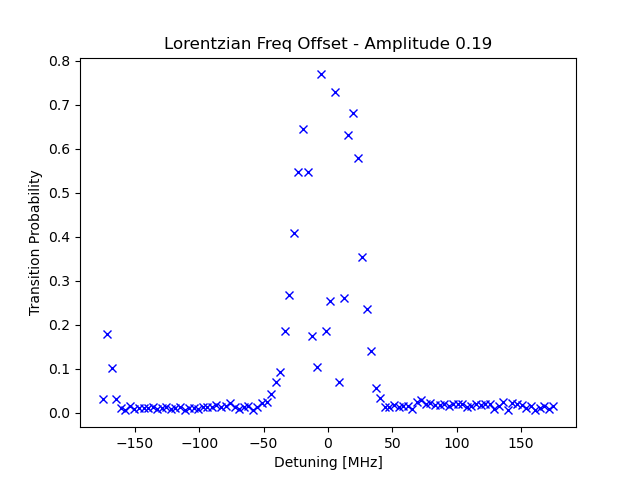 Lorentzian Freq Offset - Amplitude 0.19
0.8
0.7
0.6
0.5
0.4
0.3
0.2
0.1
0.0
Transition Probability
−150 −100 −50 0 50 100 150
Detuning [MHz]